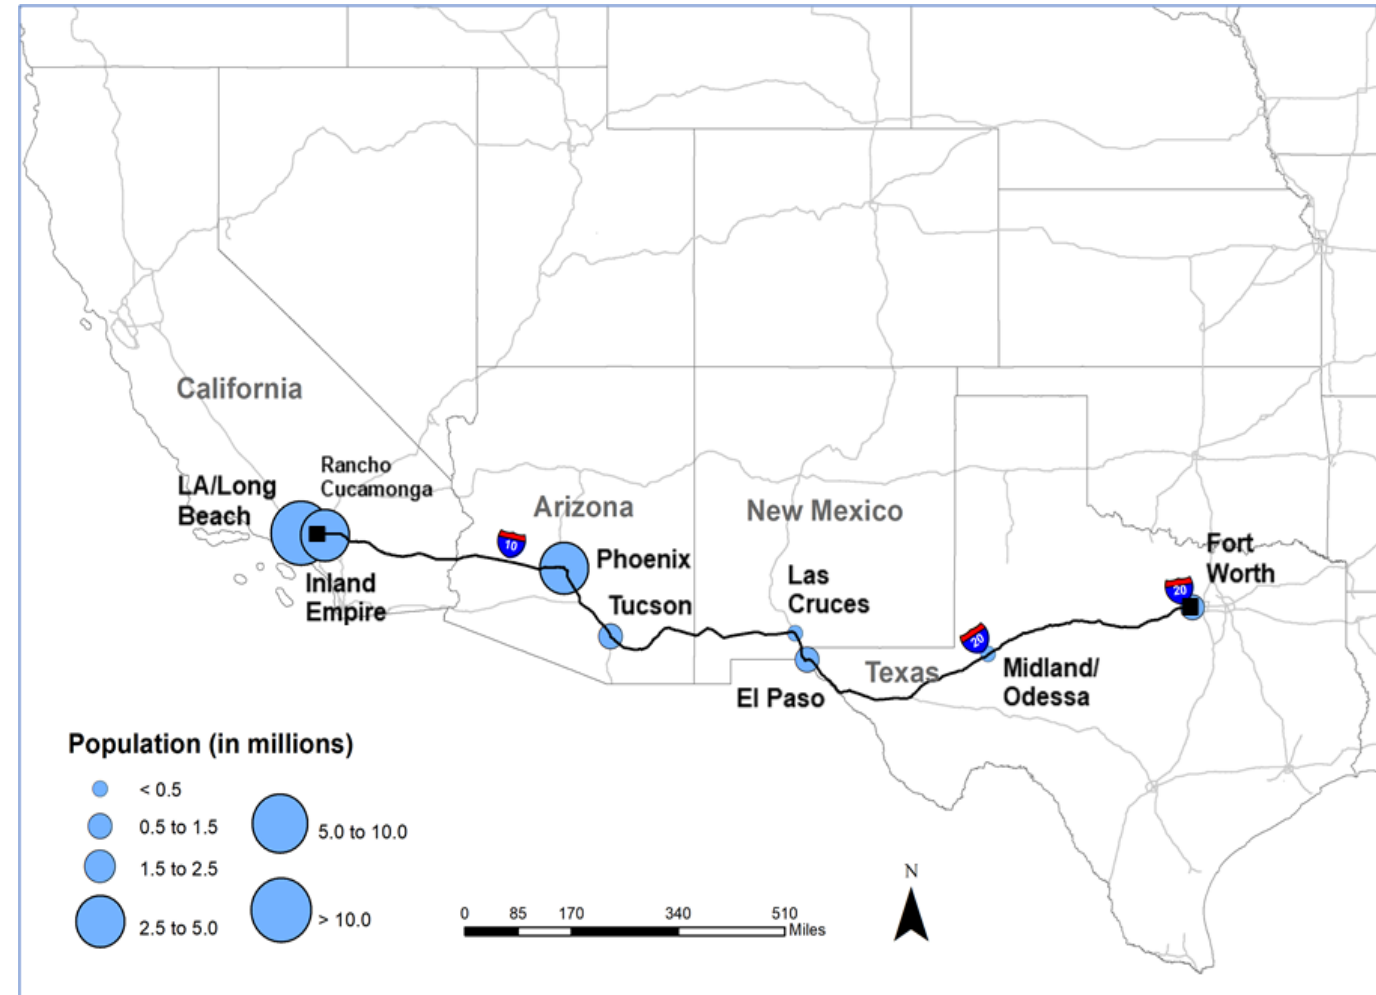 California
Rancho
Cucamonga
LA/Long
Beach
Inland
Empire
Arizona
10
Phoenix
Tucson
New Mexico
Las
Cruces
El Paso
Texas
20
Midland/
Odessa
Fort
Worth
20
Population (in millions)
< 0.5
0.5 to 1.5
1.5 to 2.5
2.5 to 5.0
5.0 to 10.0
> 10.0
0 85 170 340 510
Miles
N